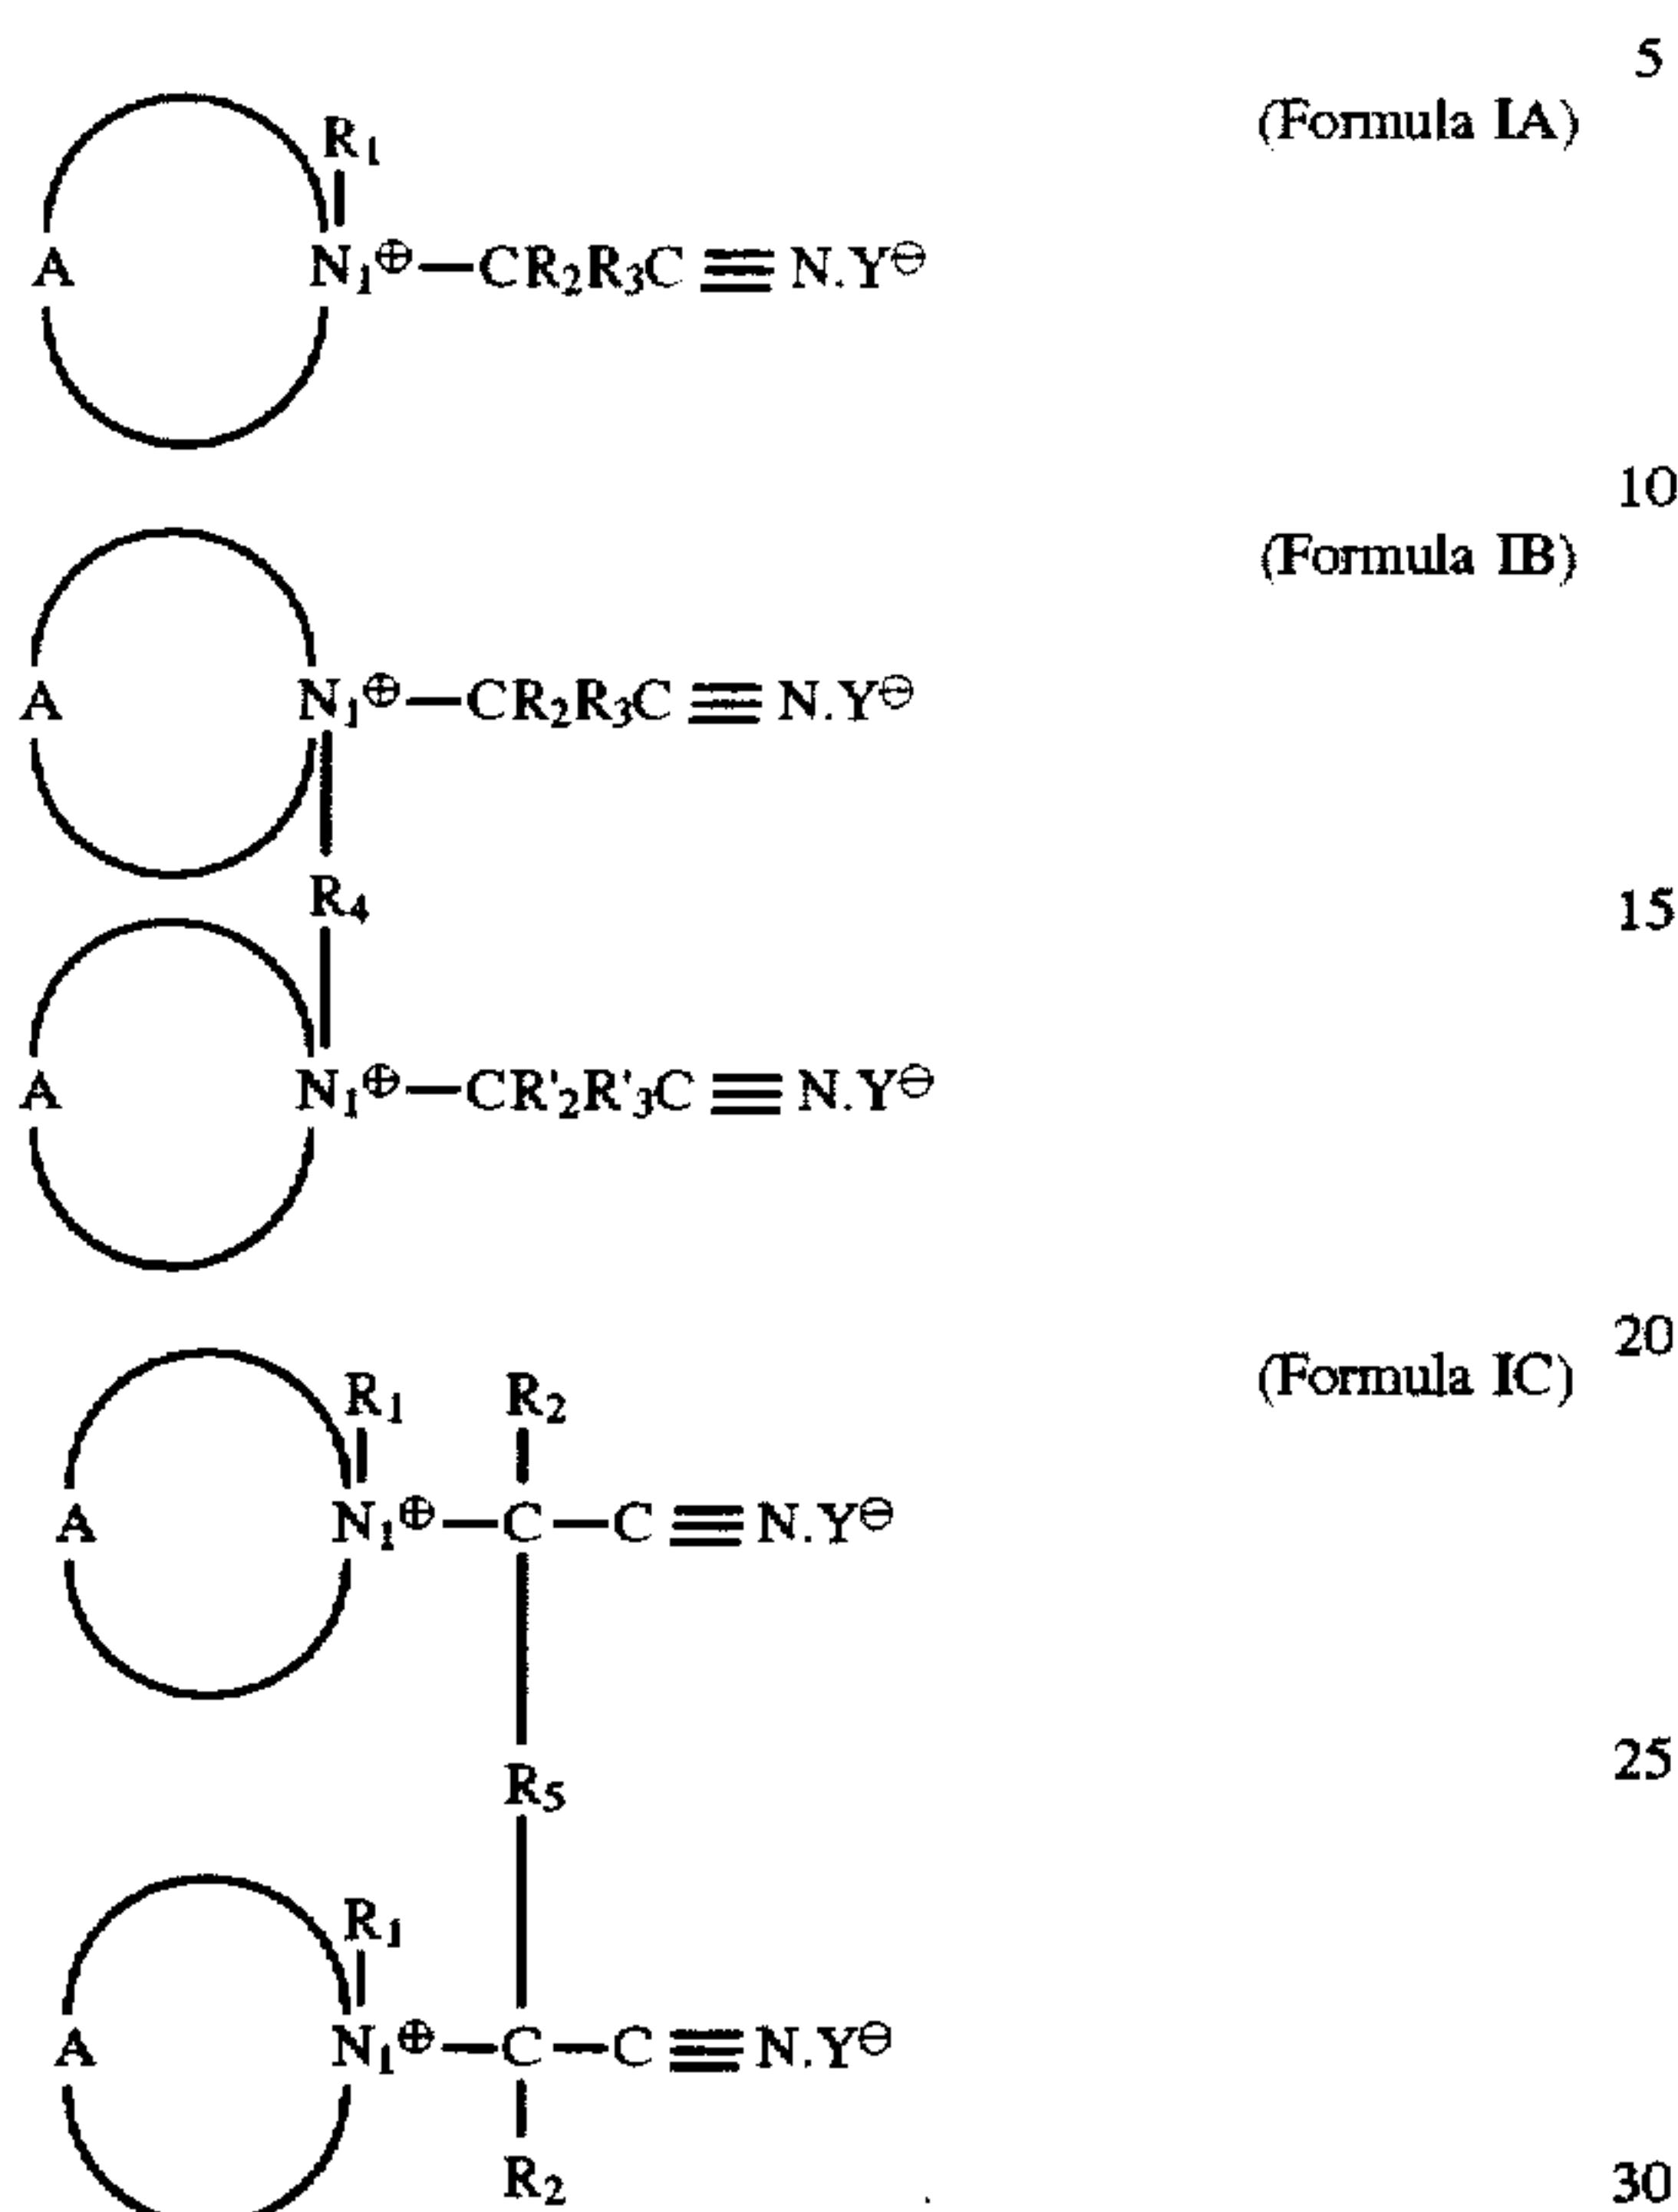 5
(Formula IA)
R1
A N1⊕—CR2R3C≡N.Y⊖
10
(Formula IB)
A N1⊕—CR2R3C≡N.Y⊖
R4
15
A N1⊕—CR'2R'3C≡N.Y⊖
20
(Formula IC)
R1 R2
A N1⊕—C—C≡N.Y⊖
25
R5
R1
A N1⊕—C—C≡N.Y⊖
R2
30